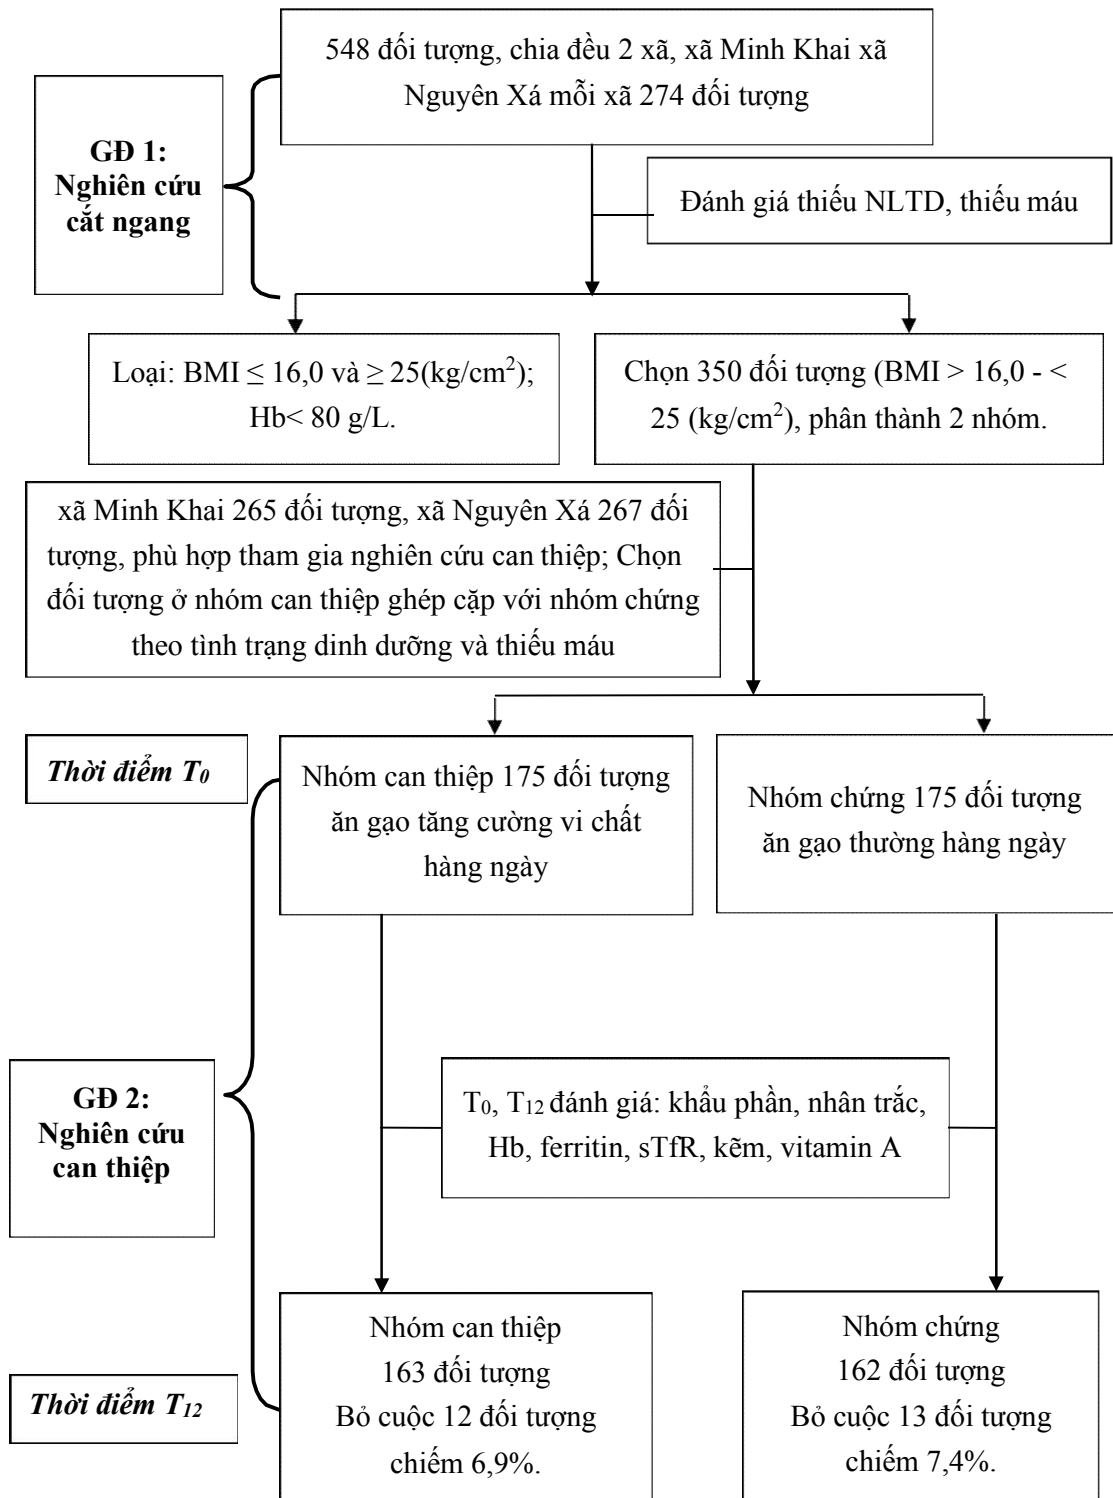 548 đối tượng, chia đều 2 xã, xã Minh Khai xã
Nguyên Xá mỗi xã 274 đối tượng
GĐ 1:
Nghiên cứu
cắt ngang
Đánh giá thiếu NLTD, thiếu máu
Loại: BMI ≤ 16,0 và ≥ 25(kg/cm²);
Hb< 80 g/L.
Chọn 350 đối tượng (BMI > 16,0 - <
25 (kg/cm²), phân thành 2 nhóm.
xã Minh Khai 265 đối tượng, xã Nguyên Xá 267 đối
tượng, phù hợp tham gia nghiên cứu can thiệp; Chọn
đối tượng ở nhóm can thiệp ghép cặp với nhóm chứng
theo tình trạng dinh dưỡng và thiếu máu
Thời điểm T₀
Nhóm can thiệp 175 đối tượng
ăn gạo tăng cường vi chất
hàng ngày
Nhóm chứng 175 đối tượng
ăn gạo thường hàng ngày
GĐ 2:
Nghiên cứu
can thiệp
T₀, T₁₂ đánh giá: khẩu phần, nhân trắc,
Hb, ferritin, sTfR, kẽm, vitamin A
Thời điểm T₁₂
Nhóm can thiệp
163 đối tượng
Bỏ cuộc 12 đối tượng
chiếm 6,9%.
Nhóm chứng
162 đối tượng
Bỏ cuộc 13 đối tượng
chiếm 7,4%.